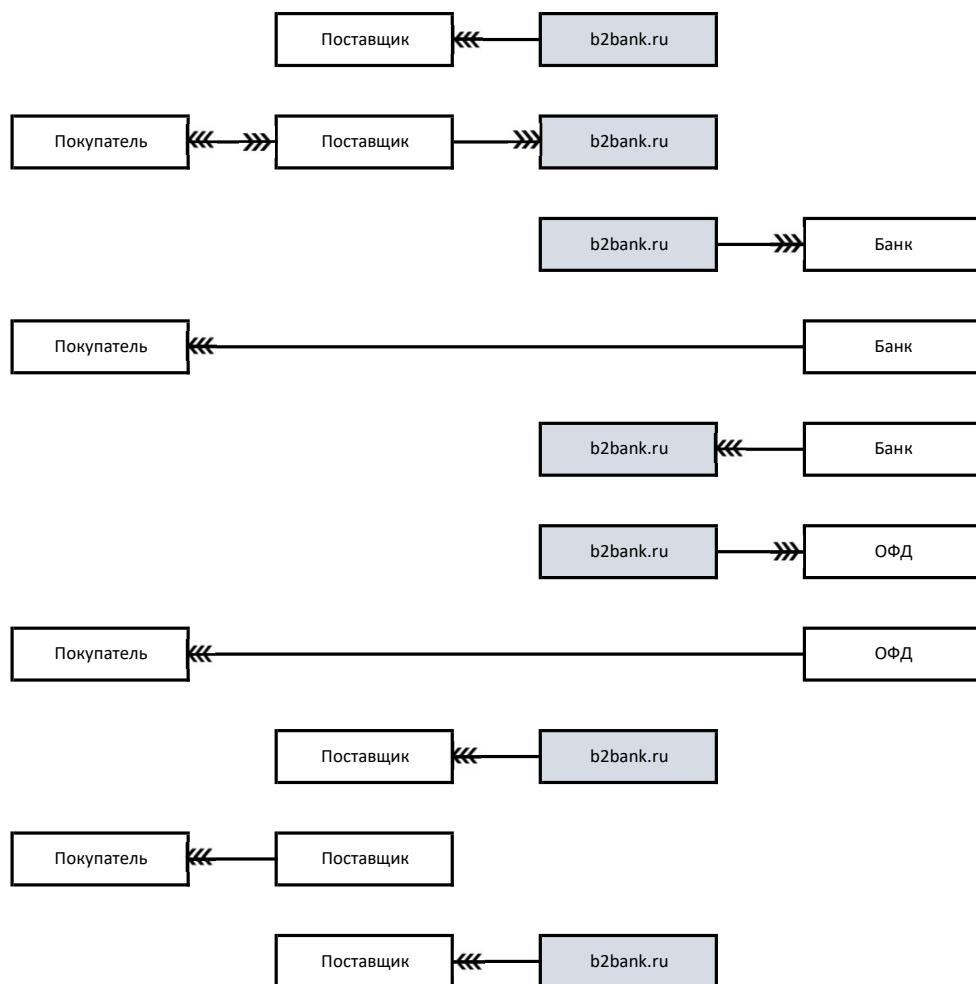 Поставщик b2bank.ru
Покупатель Поставщик b2bank.ru
b2bank.ru Банк
Покупатель Банк
b2bank.ru Банк
b2bank.ru ОФД
Покупатель ОФД
Поставщик b2bank.ru
Покупатель Поставщик
Поставщик b2bank.ru